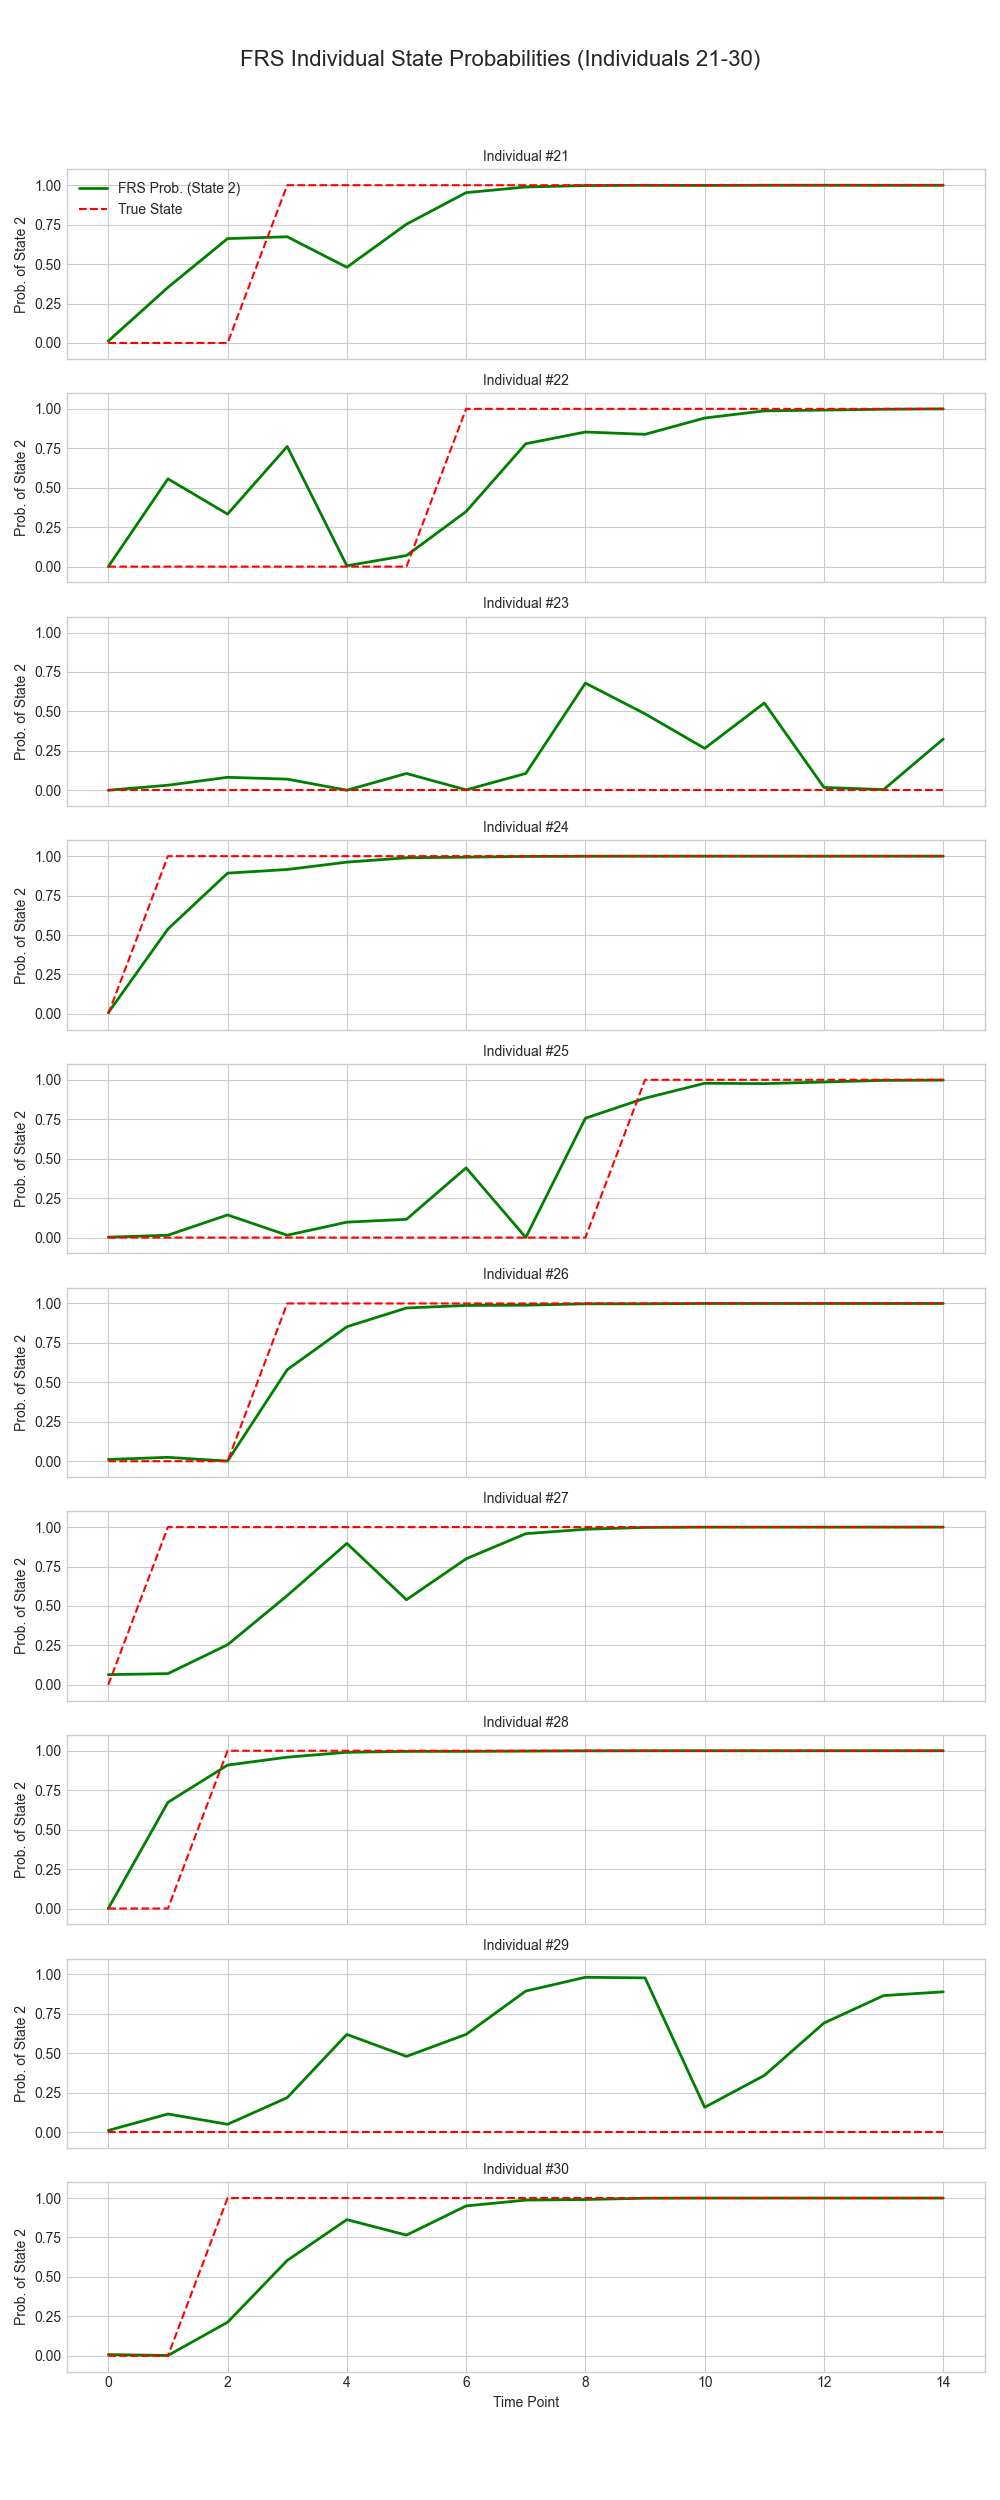 FRS Individual State Probabilities (Individuals 21-30)
Individual #21
FRS Prob. (State 2)
True State
1.00
0.75
0.50
0.25
0.00
Prob. of State 2
Individual #22
1.00
0.75
0.50
0.25
0.00
Prob. of State 2
Individual #23
1.00
0.75
0.50
0.25
0.00
Prob. of State 2
Individual #24
1.00
0.75
0.50
0.25
0.00
Prob. of State 2
Individual #25
1.00
0.75
0.50
0.25
0.00
Prob. of State 2
Individual #26
1.00
0.75
0.50
0.25
0.00
Prob. of State 2
Individual #27
1.00
0.75
0.50
0.25
0.00
Prob. of State 2
Individual #28
1.00
0.75
0.50
0.25
0.00
Prob. of State 2
Individual #29
1.00
0.75
0.50
0.25
0.00
Prob. of State 2
Individual #30
1.00
0.75
0.50
0.25
0.00
Prob. of State 2
0 2 4 6 8 10 12 14
Time Point